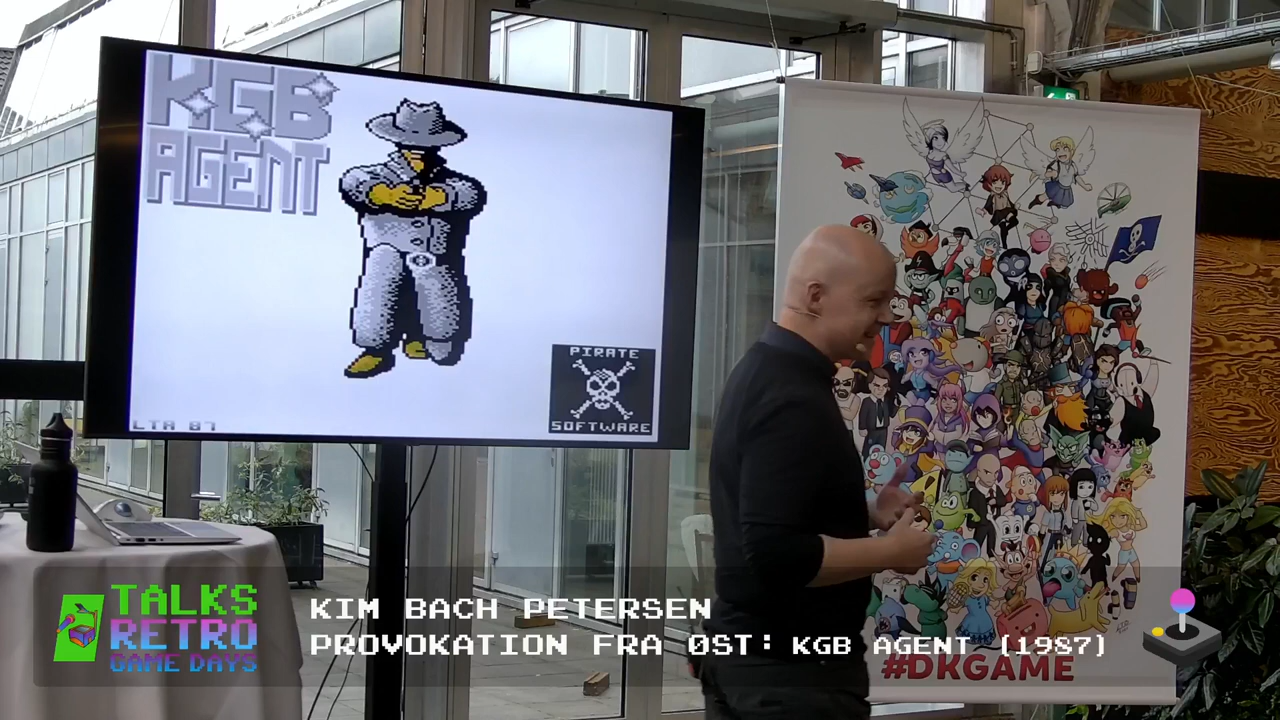 KGB
AGENT
PIRATE
SOFTWARE
LTA 87
TALKS
RETRO
GAME DAYS
KIM BACH PETERSEN
PROVOKATION FRA ØST: KGB AGENT (1987)
#DKGAME